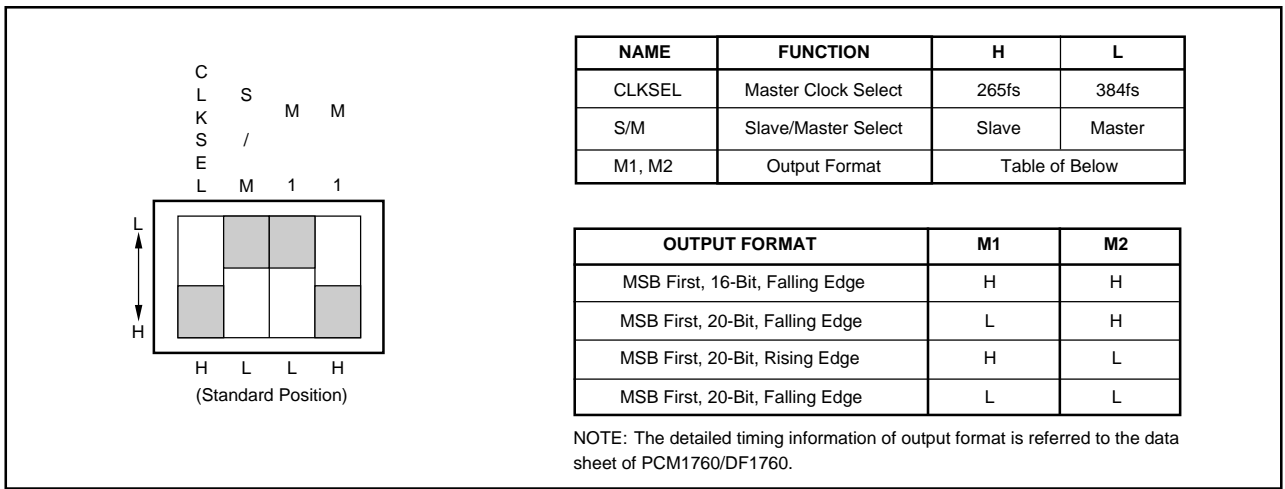 CLKSEL
S/M
M1
M1
L
H
H L L H
(Standard Position)
NAME FUNCTION H L
CLKSEL Master Clock Select 265fs 384fs
S/M Slave/Master Select Slave Master
M1, M2 Output Format Table of Below
OUTPUT FORMAT M1 M2
MSB First, 16-Bit, Falling Edge H H
MSB First, 20-Bit, Falling Edge L H
MSB First, 20-Bit, Rising Edge H L
MSB First, 20-Bit, Falling Edge L L
NOTE: The detailed timing information of output format is referred to the data
sheet of PCM1760/DF1760.